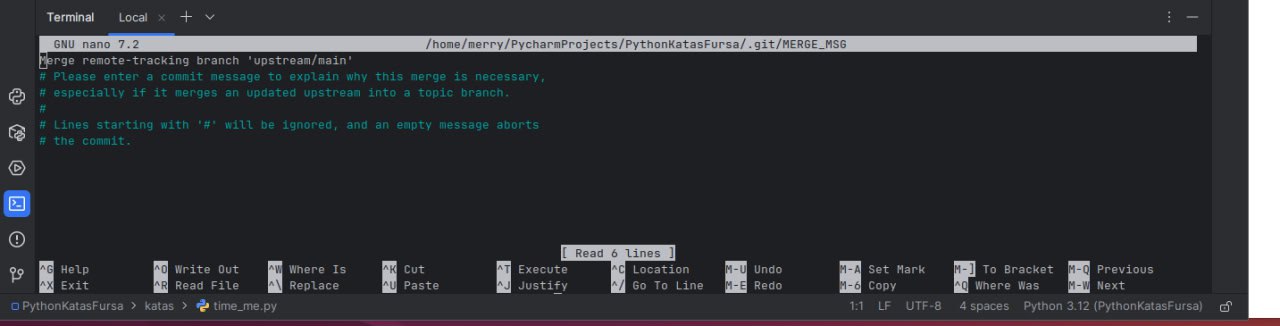 Terminal Local × +
GNU nano 7.2 /home/merry/PycharmProjects/PythonKatasFursa/.git/MERGE_MSG
Merge remote-tracking branch 'upstream/main'
# Please enter a commit message to explain why this merge is necessary,
# especially if it merges an updated upstream into a topic branch.
#
# Lines starting with '#' will be ignored, and an empty message aborts
# the commit.
[ Read 6 lines ]
^G Help ^O Write Out ^W Where Is ^K Cut ^T Execute ^C Location M-U Undo M-A Set Mark M-] To Bracket M-Q Previous
^X Exit ^R Read File ^\ Replace ^U Paste ^J Justify ^/ Go To Line M-E Redo M-6 Copy ^Q Where Was M-W Next
PythonKatasFursa > katas > time_me.py 1:1 LF UTF-8 4 spaces Python 3.12 (PythonKatasFursa)